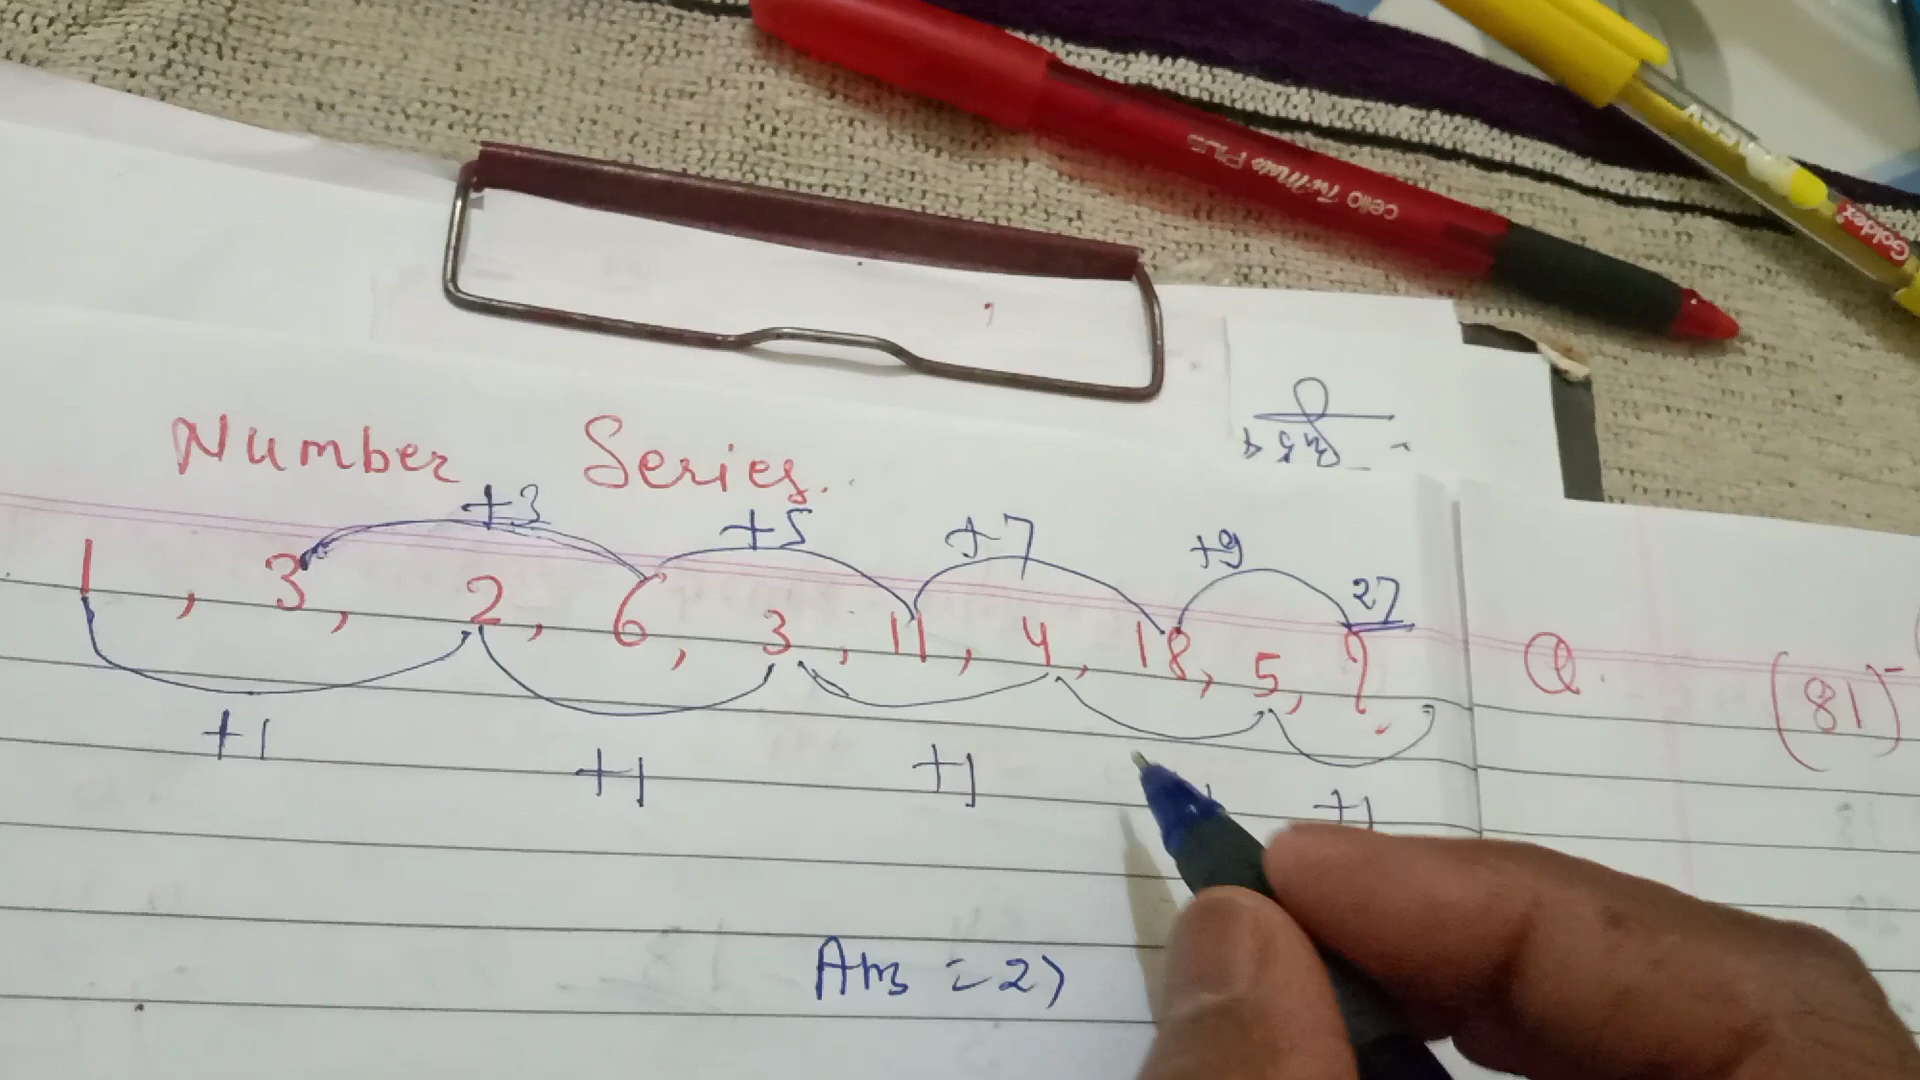 cello Tri-Mate PLUS
Goldex
Number Series.
+3 +5 +7 +9
27
1, 3, 2, 6, 3, 11, 4, 18, 5, ?
+1 +1 +1 +1
Ans = 27
Q. (81)-